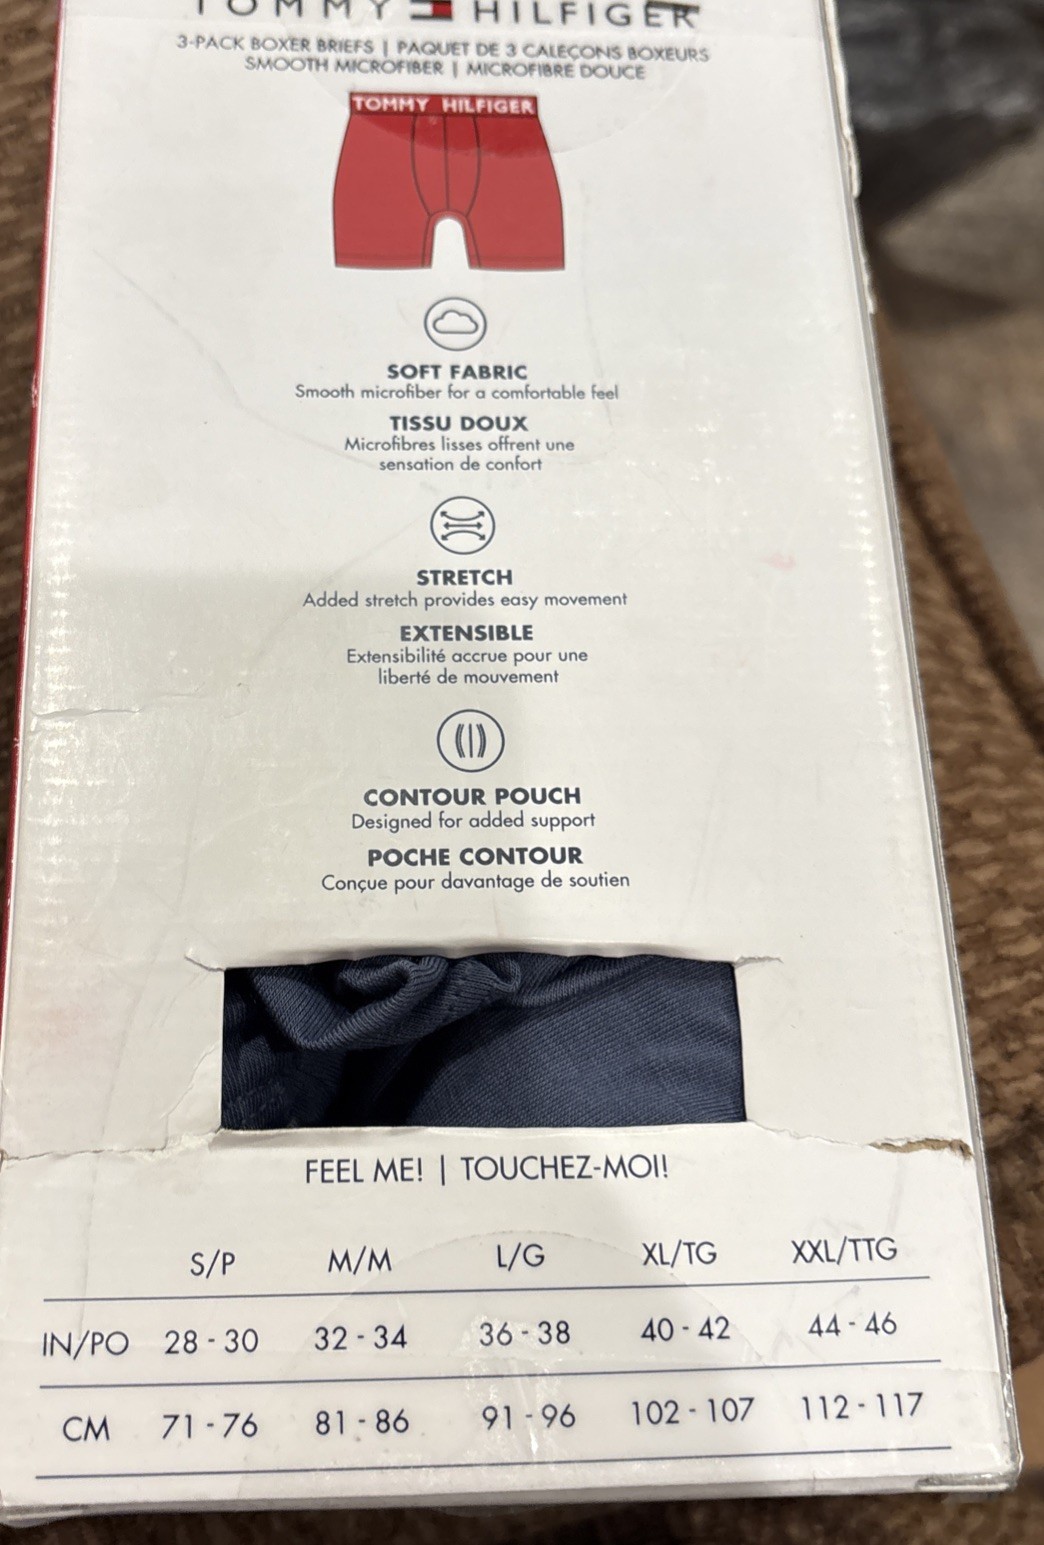 TOMMY HILFIGER
3-PACK BOXER BRIEFS | PAQUET DE 3 CALEÇONS BOXEURS
SMOOTH MICROFIBER | MICROFIBRE DOUCE
TOMMY HILFIGER
SOFT FABRIC
Smooth microfiber for a comfortable feel
TISSU DOUX
Microfibres lisses offrent une
sensation de confort
STRETCH
Added stretch provides easy movement
EXTENSIBLE
Extensibilité accrue pour une
liberté de mouvement
CONTOUR POUCH
Designed for added support
POCHE CONTOUR
Conçue pour davantage de soutien
FEEL ME! | TOUCHEZ-MOI!
S/P M/M L/G XL/TG XXL/TTG
IN/PO 28 - 30 32 - 34 36 - 38 40 - 42 44 - 46
CM 71 - 76 81 - 86 91 - 96 102 - 107 112 - 117